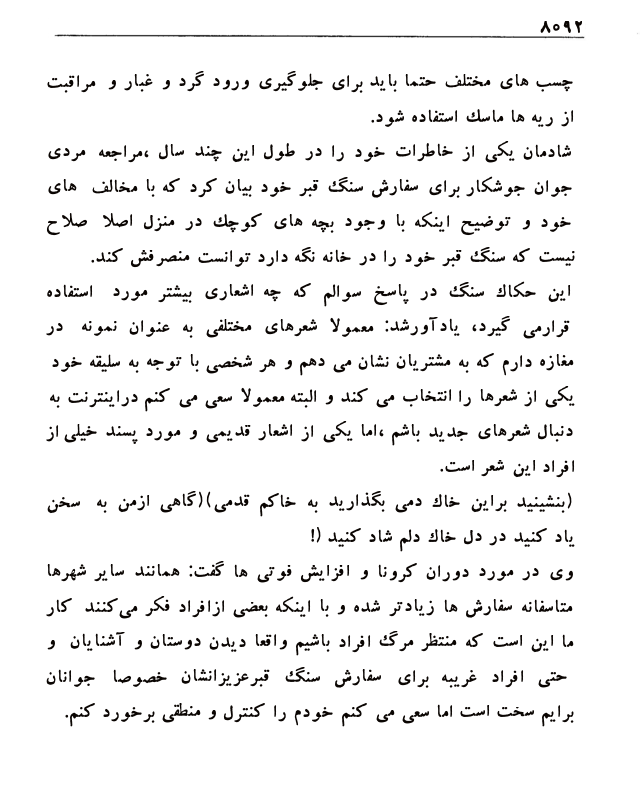 ۸۰۹۲
چسب های مختلف حتما باید برای جلوگیری ورود گرد و غبار و مراقبت
از ریه ها ماسك استفاده شود.
شادمان یکی از خاطرات خود را در طول این چند سال ،مراجعه مردی
جوان جوشکار برای سفارش سنگ قبر خود بیان کرد که با مخالف های
خود و توضیح اینکه با وجود بچه های کوچك در منزل اصلا صلاح
نیست که سنگ قبر خود را در خانه نگه دارد توانست منصرفش کند.
این حکاك سنگ در پاسخ سوالم که چه اشعاری بیشتر مورد استفاده
قرارمی گیرد، یادآورشد: معمولا شعرهای مختلفی به عنوان نمونه در
مغازه دارم که به مشتریان نشان می دهم و هر شخصی با توجه به سلیقه خود
یکی از شعرها را انتخاب می کند و البته معمولا سعی می کنم دراینترنت به
دنبال شعرهای جدید باشم ،اما یکی از اشعار قدیمی و مورد پسند خیلی از
افراد این شعر است.
(بنشینید براین خاك دمی بگذارید به خاکم قدمی)(گاهی ازمن به سخن
یاد کنید در دل خاك دلم شاد کنید (!
وی در مورد دوران کرونا و افزایش فوتی ها گفت: همانند سایر شهرها
متاسفانه سفارش ها زیادتر شده و با اینکه بعضی ازافراد فکر می‌کنند کار
ما این است که منتظر مرگ افراد باشیم واقعا دیدن دوستان و آشنایان و
حتی افراد غریبه برای سفارش سنگ قبرعزیزانشان خصوصا جوانان
برایم سخت است اما سعی می کنم خودم را کنترل و منطقی برخورد کنم.